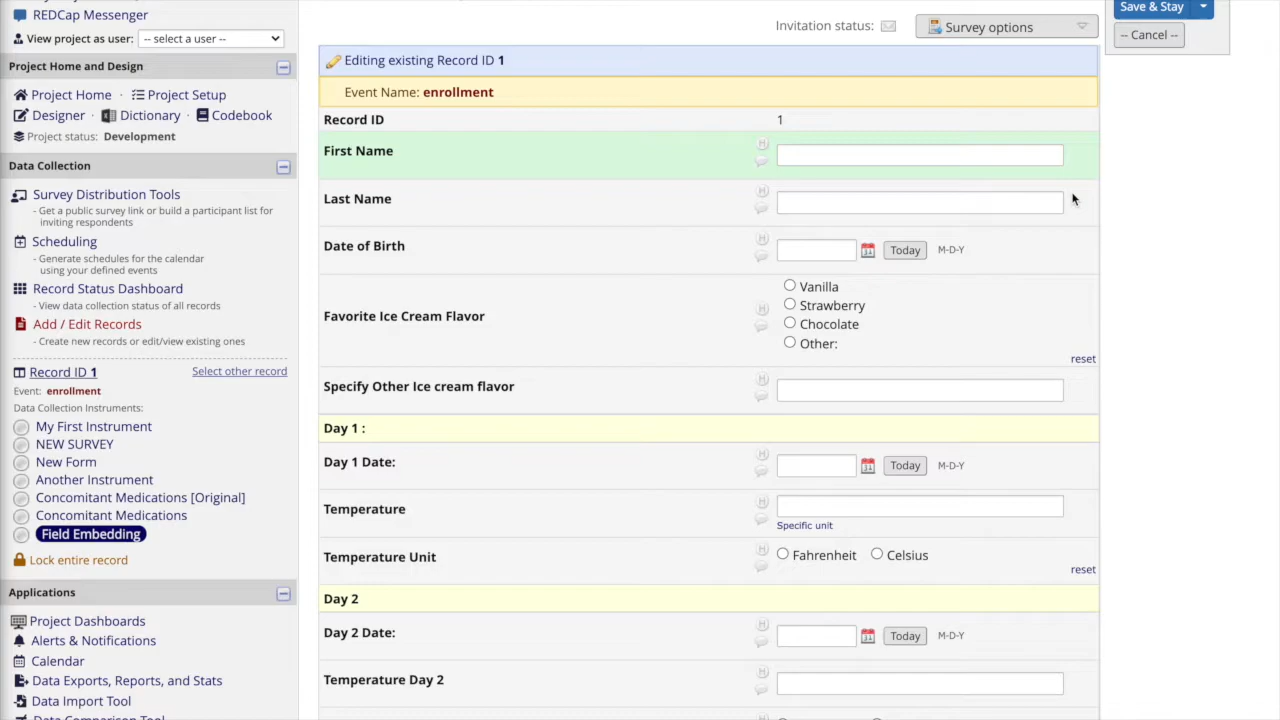 REDCap Messenger
View project as user: -- select a user --
Project Home and Design
Project Home · Project Setup
Designer · Dictionary · Codebook
Project status: Development
Data Collection
Survey Distribution Tools
- Get a public survey link or build a participant list for
inviting respondents
Scheduling
- Generate schedules for the calendar
using your defined events
Record Status Dashboard
- View data collection status of all records
Add / Edit Records
- Create new records or edit/view existing ones
Record ID 1 Select other record
Event: enrollment
Data Collection Instruments:
My First Instrument
NEW SURVEY
New Form
Another Instrument
Concomitant Medications [Original]
Concomitant Medications
Field Embedding
Lock entire record
Applications
Project Dashboards
Alerts & Notifications
Calendar
Data Exports, Reports, and Stats
Data Import Tool
Data Comparison Tool
Invitation status: Survey options
Editing existing Record ID 1
Event Name: enrollment
Record ID 1
First Name
Last Name
Date of Birth Today M-D-Y
Favorite Ice Cream Flavor
Vanilla
Strawberry
Chocolate
Other:
reset
Specify Other Ice cream flavor
Day 1 :
Day 1 Date: Today M-D-Y
Temperature
Specific unit
Temperature Unit Fahrenheit Celsius
reset
Day 2
Day 2 Date: Today M-D-Y
Temperature Day 2
Save & Stay
-- Cancel --